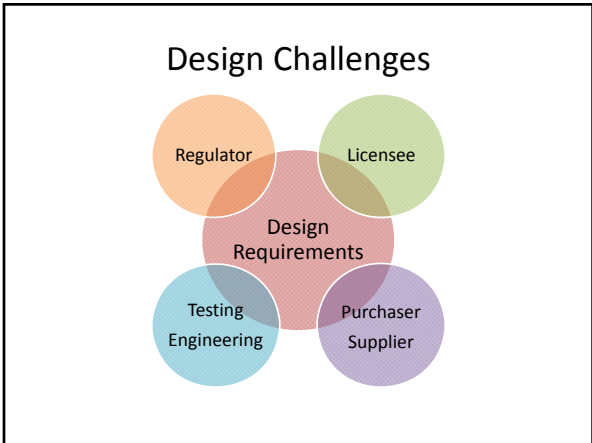 Design Challenges
Regulator
Licensee
Design
Requirements
Testing
Engineering
Purchaser
Supplier